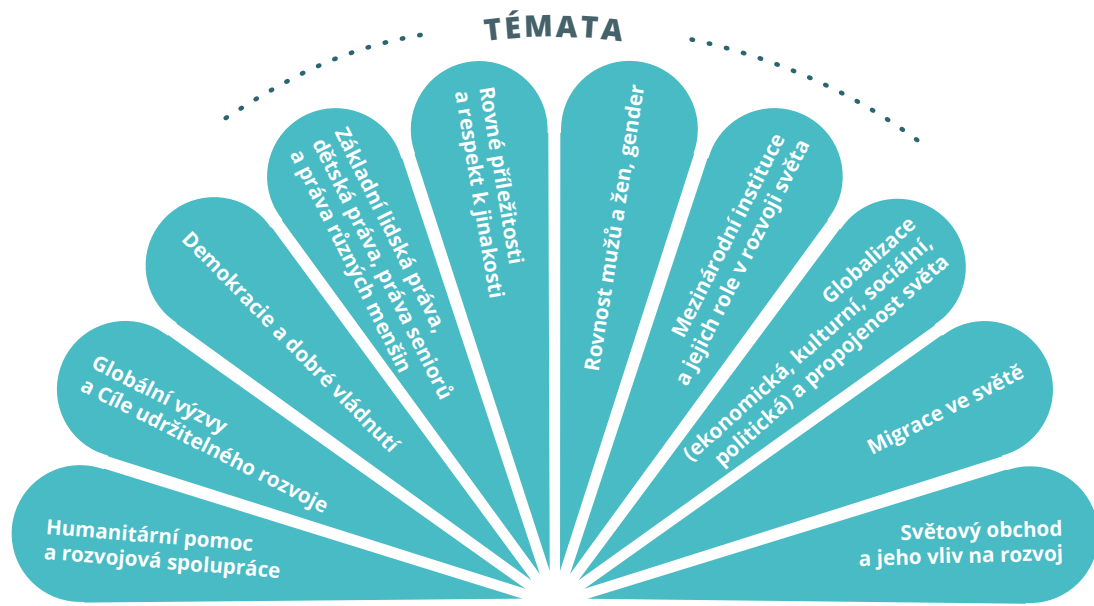 TÉMATA
Humanitární pomoc
a rozvojová spolupráce
Globální výzvy
a Cíle udržitelného rozvoje
Demokracie a dobré vládnutí
Základní lidská práva.
dětská práva, práva seniorů
a práva různých menšin
Rovné příležitosti
a respekt k jinakosti
Rovnost mužů a žen, gender
Mezinárodní instituce
a jejich role v rozvoji světa
Globalizace
(ekonomická, kulturní, sociální,
politická) a propojenost světa
Migrace ve světě
Světový obchod
a jeho vliv na rozvoj